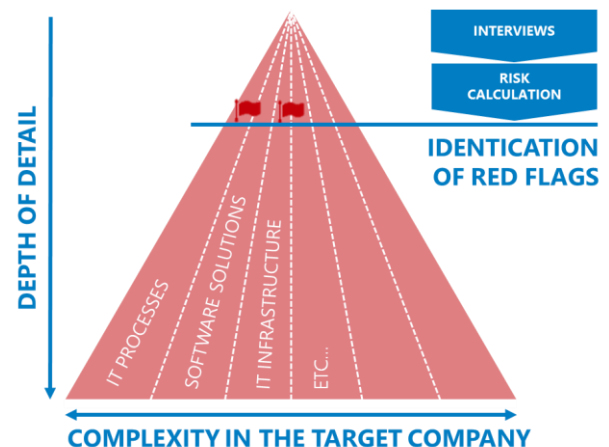 INTERVIEWS
RISK
CALCULATION
IDENTICATION
OF RED FLAGS
DEPTH OF DETAIL
IT PROCESSES
SOFTWARE SOLUTIONS
IT INFRASTRUCTURE
ETC...
COMPLEXITY IN THE TARGET COMPANY